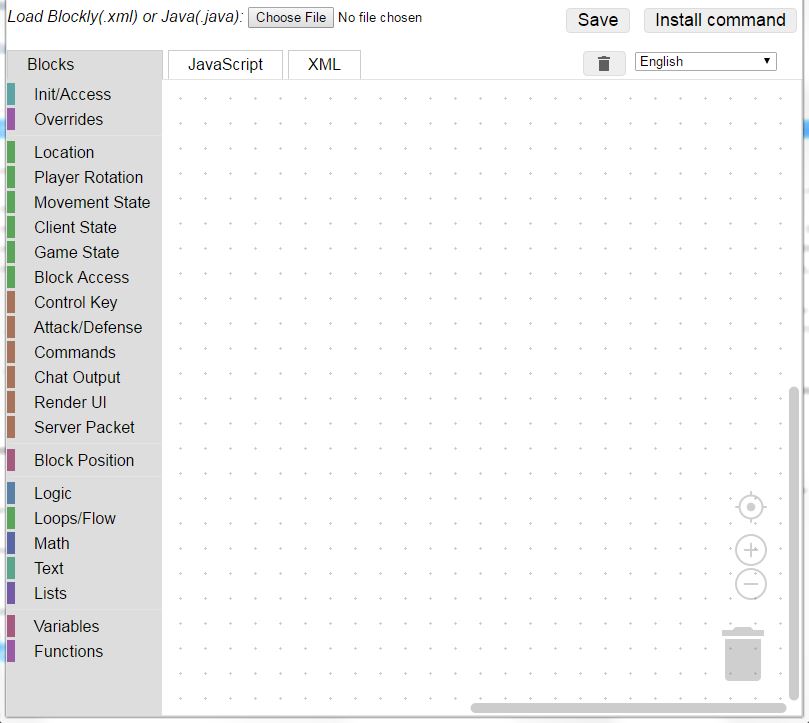 Load Blockly(.xml) or Java(.java): Choose File No file chosen Save Install command
Blocks JavaScript XML English
Init/Access
Overrides
Location
Player Rotation
Movement State
Client State
Game State
Block Access
Control Key
Attack/Defense
Commands
Chat Output
Render UI
Server Packet
Block Position
Logic
Loops/Flow
Math
Text
Lists
Variables
Functions